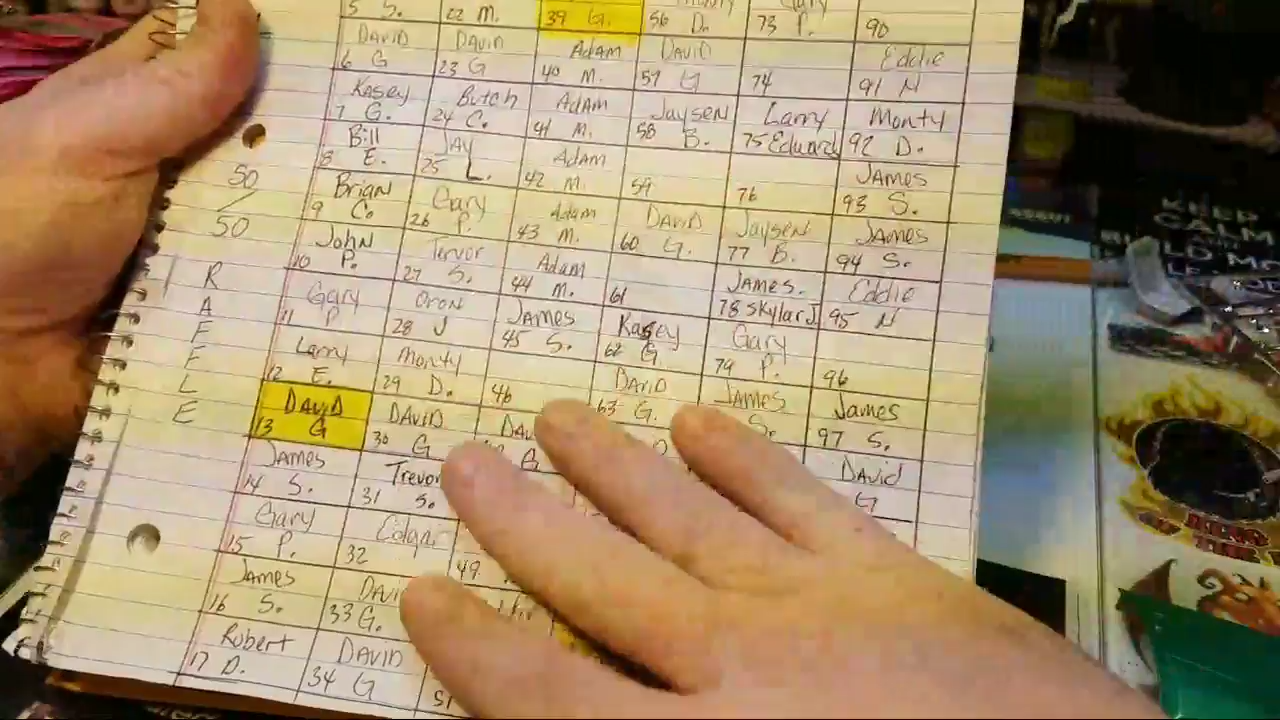 5 S.
22 M.
39 G.
56 D.
73 P.
90
David
6 G
David
23 G
Adam
40 M.
David
57 G
74
Eddie
91 N
Kasey
7 G.
Butch
24 C.
Adam
41 M.
Jaysen
58 B.
Larry
75 Edward
Monty
92 D.
Bill
8 E.
Jay
25 L.
Adam
42 M.
59
76
James
93 S.
Brian
9 C.
Gary
26 P.
Adam
43 M.
David
60 G.
Jaysen
77 B.
James
94 S.
John
10 P.
Trevor
27 S.
Adam
44 M.
61
James.
78 Skylar J
Eddie
95 N
Gary
11 P
Oron
28 J
James
45 S.
Kasey
62 G.
Gary
79 P.
96
Larry
12 E.
Monty
29 D.
46
David
63 G.
James
S.
James
97 S.
David
13 G
David
30 G
G
David
G
James
14 S.
Trevor
31 S.
Gary
15 P.
32
49
James
16 S.
David
33 G.
Robert
17 D.
David
34 G
51
50
/
50
R
A
F
F
L
E
KEEP
CALM